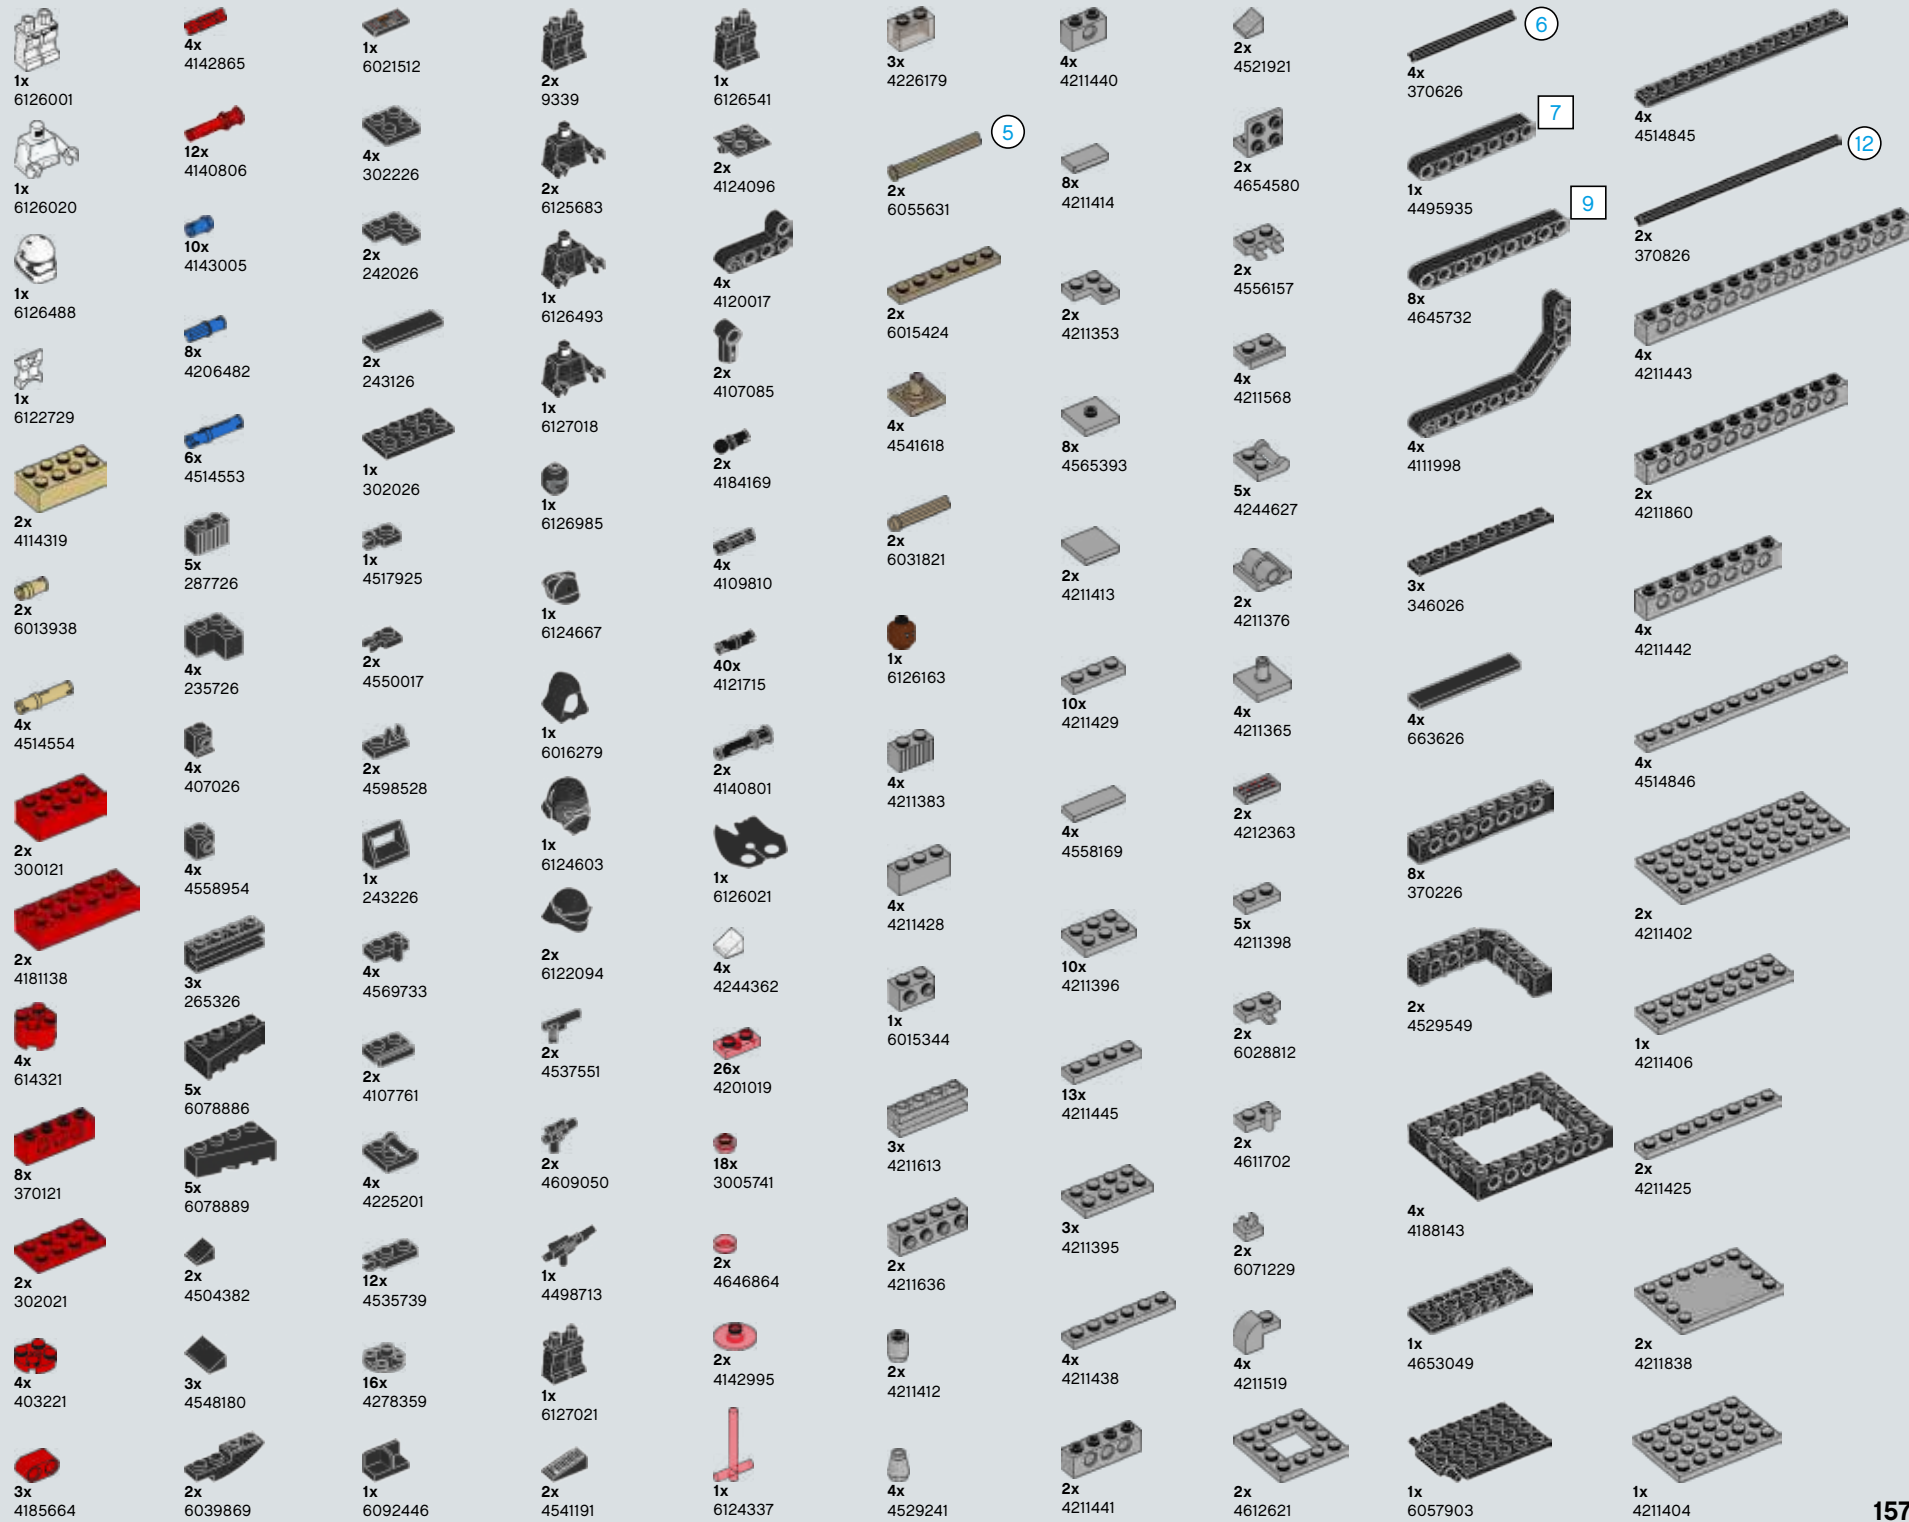 1x
6126001
1x
6126020
1x
6126488
1x
6122729
2x
4114319
2x
6013938
4x
4514554
2x
300121
2x
4181138
4x
614321
8x
370121
2x
302021
4x
403221
3x
4185664
4x
4142865
12x
4140806
10x
4143005
8x
4206482
6x
4514553
5x
287726
4x
235726
4x
407026
4x
4558954
3x
265326
5x
6078886
5x
6078889
2x
4504382
3x
4548180
2x
6039869
1x
6021512
4x
302226
2x
242026
2x
243126
1x
302026
1x
4517925
2x
4550017
2x
4598528
1x
243226
4x
4569733
2x
4107761
4x
4225201
12x
4535739
16x
4278359
1x
6092446
2x
9339
2x
6125683
1x
6126493
1x
6127018
1x
6126985
1x
6124667
1x
6016279
1x
6124603
2x
6122094
2x
4537551
2x
4609050
1x
4498713
1x
6127021
2x
4541191
1x
6126541
2x
4124096
4x
4120017
2x
4107085
2x
4184169
4x
4109810
40x
4121715
2x
4140801
1x
6126021
4x
4244362
26x
4201019
18x
3005741
2x
4646864
2x
4142995
1x
6124337
3x
4226179
5
2x
6055631
2x
6015424
4x
4541618
2x
6031821
1x
6126163
4x
4211383
4x
4211428
1x
6015344
3x
4211613
2x
4211636
2x
4211412
4x
4529241
4x
4211440
8x
4211414
2x
4211353
8x
4565393
2x
4211413
10x
4211429
4x
4558169
10x
4211396
13x
4211445
3x
4211395
4x
4211438
2x
4211441
2x
4521921
2x
4654580
2x
4556157
4x
4211568
5x
4244627
2x
4211376
4x
4211365
2x
4212363
5x
4211398
2x
6028812
2x
4611702
2x
6071229
4x
4211519
2x
4612621
6
4x
370626
7
1x
4495935
9
8x
4645732
4x
4111998
3x
346026
4x
663626
8x
370226
2x
4529549
4x
4188143
1x
4653049
1x
6057903
4x
4514845
12
2x
370826
4x
4211443
2x
4211860
4x
4211442
4x
4514846
2x
4211402
1x
4211406
2x
4211425
2x
4211838
1x
4211404
157